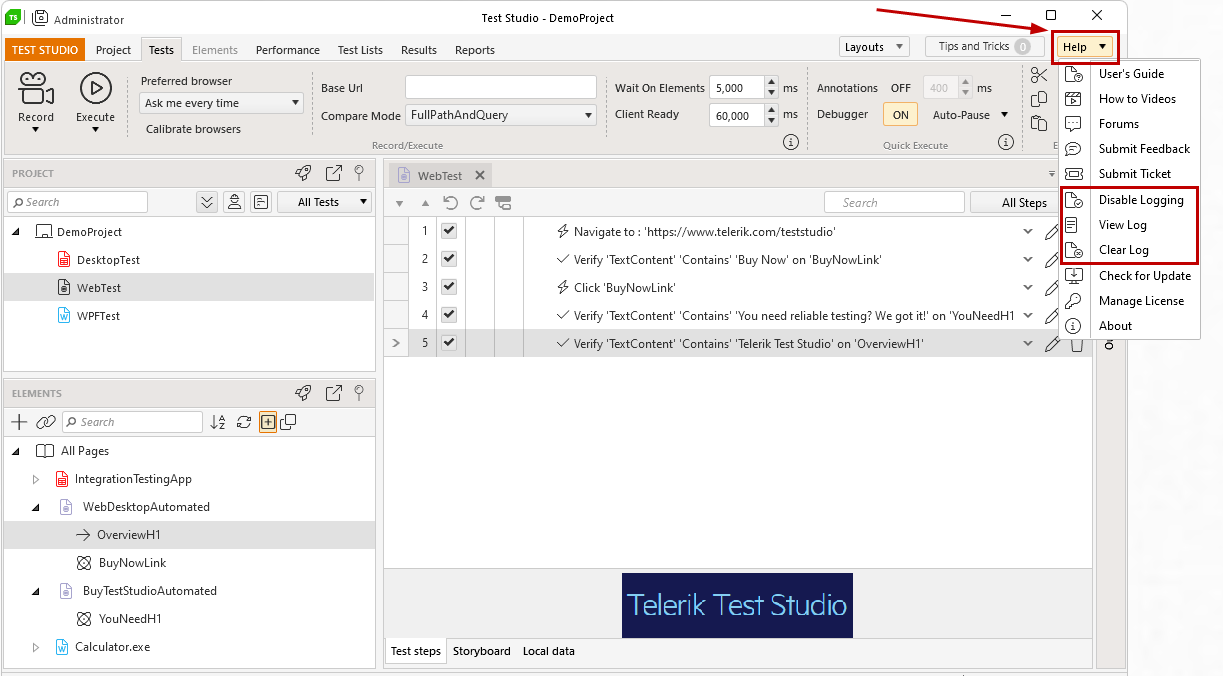 TS Administrator
Test Studio - DemoProject
TEST STUDIO Project Tests Elements Performance Test Lists Results Reports
Layouts Tips and Tricks 0 Help
Record
Execute
Preferred browser
Ask me every time
Calibrate browsers
Base Url
Compare Mode FullPathAndQuery
Record/Execute
Wait On Elements 5,000 ms
Client Ready 60,000 ms
Annotations OFF 400 ms
Debugger ON Auto-Pause
Quick Execute
User's Guide
How to Videos
Forums
Submit Feedback
Submit Ticket
Disable Logging
View Log
Clear Log
Check for Update
Manage License
About
PROJECT
Search All Tests
DemoProject
DesktopTest
WebTest
WPFTest
ELEMENTS
Search
All Pages
IntegrationTestingApp
WebDesktopAutomated
OverviewH1
BuyNowLink
BuyTestStudioAutomated
YouNeedH1
Calculator.exe
WebTest
Search All Steps
1 Navigate to : 'https://www.telerik.com/teststudio'
2 Verify 'TextContent' 'Contains' 'Buy Now' on 'BuyNowLink'
3 Click 'BuyNowLink'
4 Verify 'TextContent' 'Contains' 'You need reliable testing? We got it!' on 'YouNeedH1
5 Verify 'TextContent' 'Contains' 'Telerik Test Studio' on 'OverviewH1'
Telerik Test Studio
Test steps Storyboard Local data